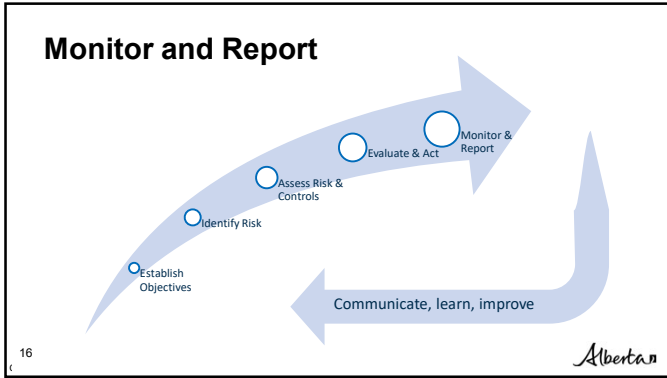 Monitor and Report
Monitor &
Report
Evaluate & Act
Assess Risk &
Controls
Identify Risk
Establish
Objectives
Communicate, learn, improve
16
Alberta